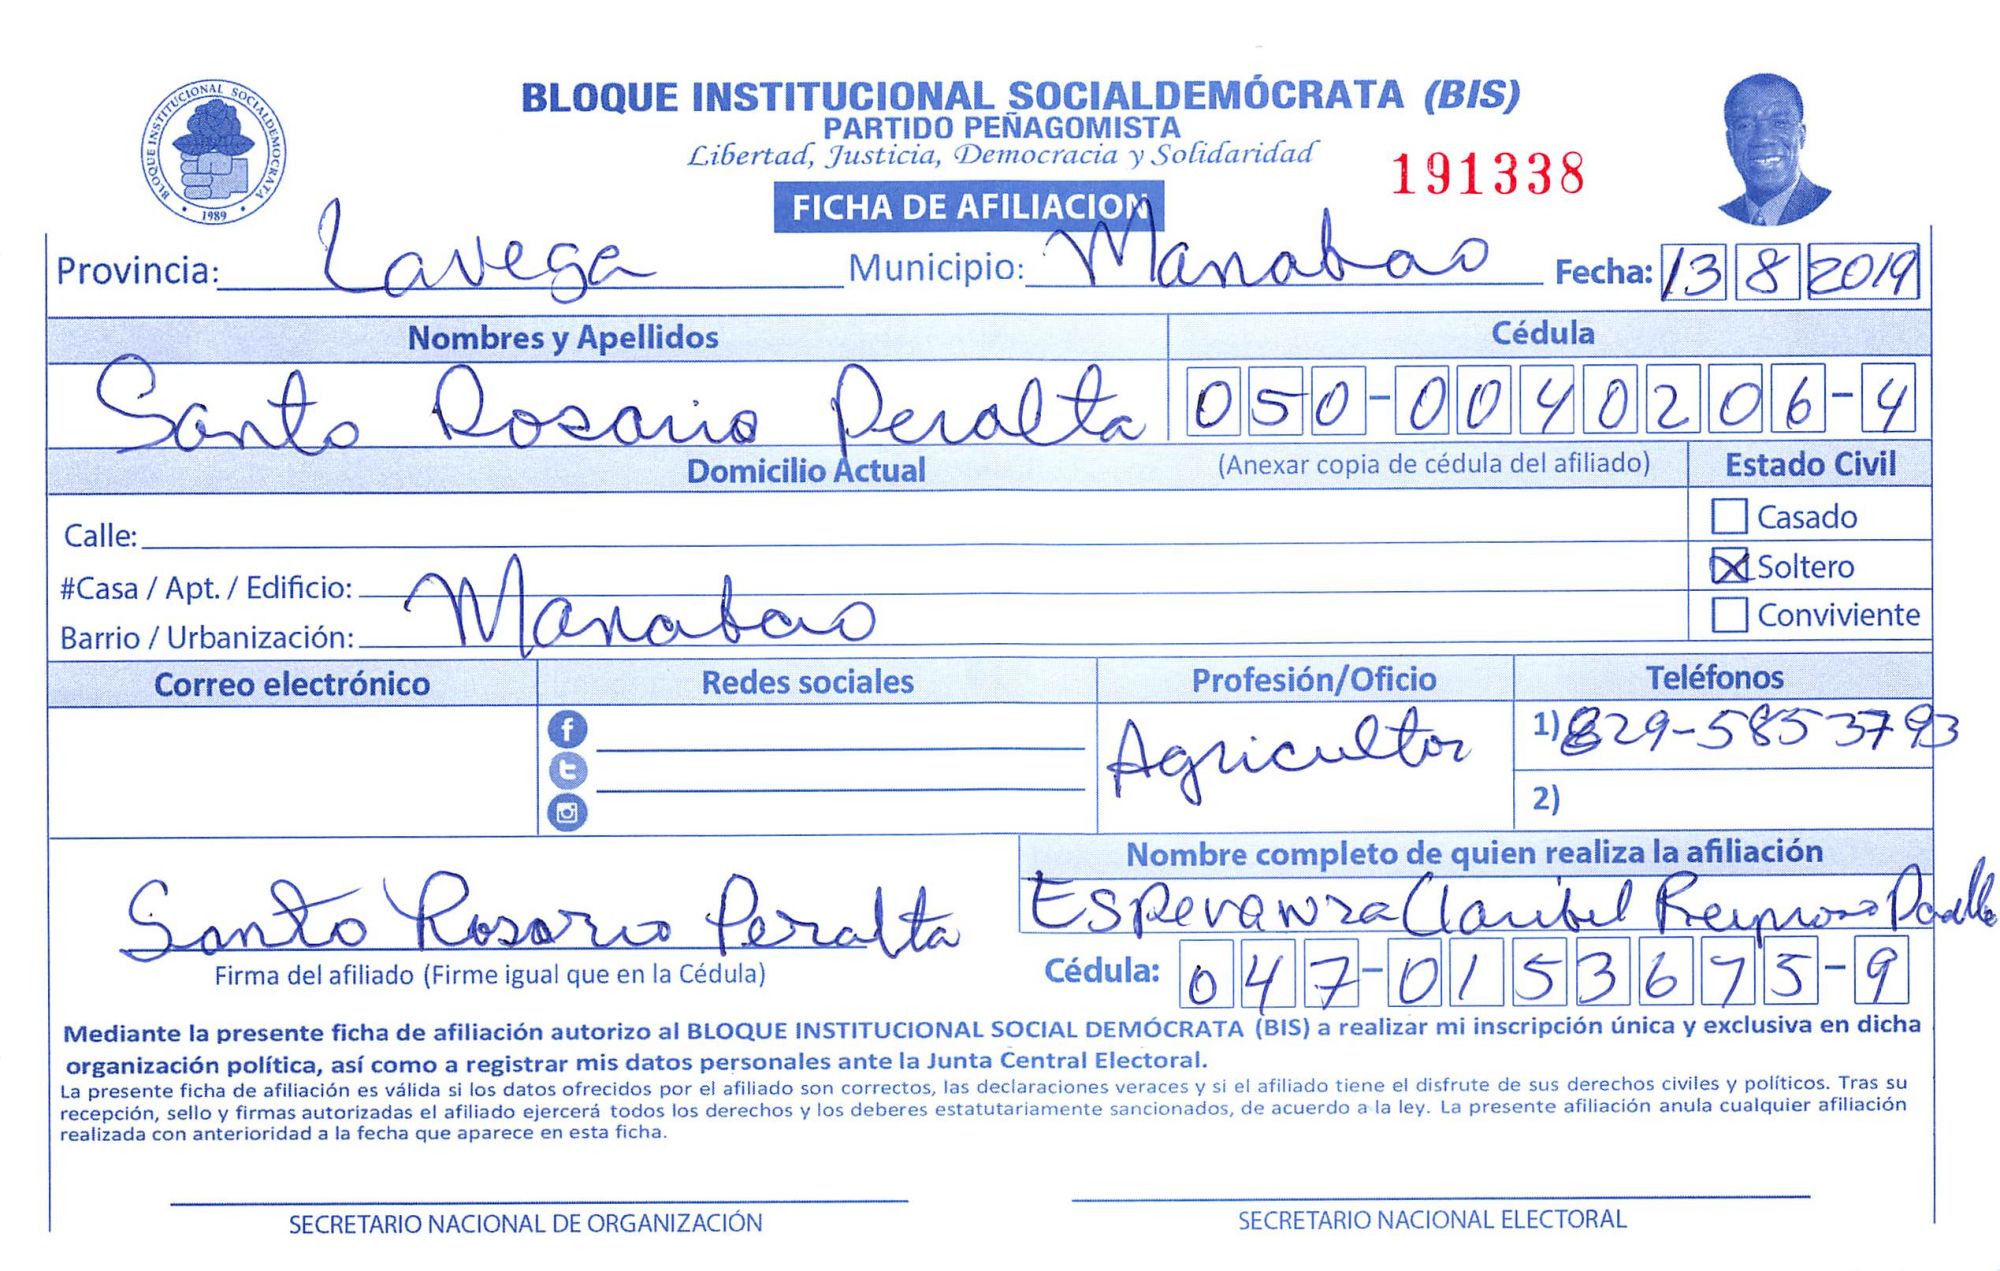 BLOQUE INSTITUCIONAL SOCIALDEMOCRATA
1989
BLOQUE INSTITUCIONAL SOCIALDEMÓCRATA (BIS)
PARTIDO PEÑAGOMISTA
Libertad, Justicia, Democracia y Solidaridad
191338
FICHA DE AFILIACION
Provincia: Lavega Municipio: Manabao Fecha: 13 8 2019
Nombres y Apellidos Cédula
Santo Rosario Peralta 050-0040206-4
Domicilio Actual (Anexar copia de cédula del afiliado) Estado Civil
Calle: Casado
#Casa / Apt. / Edificio: Soltero
Barrio / Urbanización: Manabao Conviviente
Correo electrónico Redes sociales Profesión/Oficio Teléfonos
Agricultor 1) 829-5853793
2)
Nombre completo de quien realiza la afiliación
Santo Rosario Peralta Esperanza Claribel Reynoso
Firma del afiliado (Firme igual que en la Cédula) Cédula: 047-0153675-9
Mediante la presente ficha de afiliación autorizo al BLOQUE INSTITUCIONAL SOCIAL DEMÓCRATA (BIS) a realizar mi inscripción única y exclusiva en dicha
organización política, así como a registrar mis datos personales ante la Junta Central Electoral.
La presente ficha de afiliación es válida si los datos ofrecidos por el afiliado son correctos, las declaraciones veraces y si el afiliado tiene el disfrute de sus derechos civiles y políticos. Tras su
recepción, sello y firmas autorizadas el afiliado ejercerá todos los derechos y los deberes estatutariamente sancionados, de acuerdo a la ley. La presente afiliación anula cualquier afiliación
realizada con anterioridad a la fecha que aparece en esta ficha.
SECRETARIO NACIONAL DE ORGANIZACIÓN SECRETARIO NACIONAL ELECTORAL